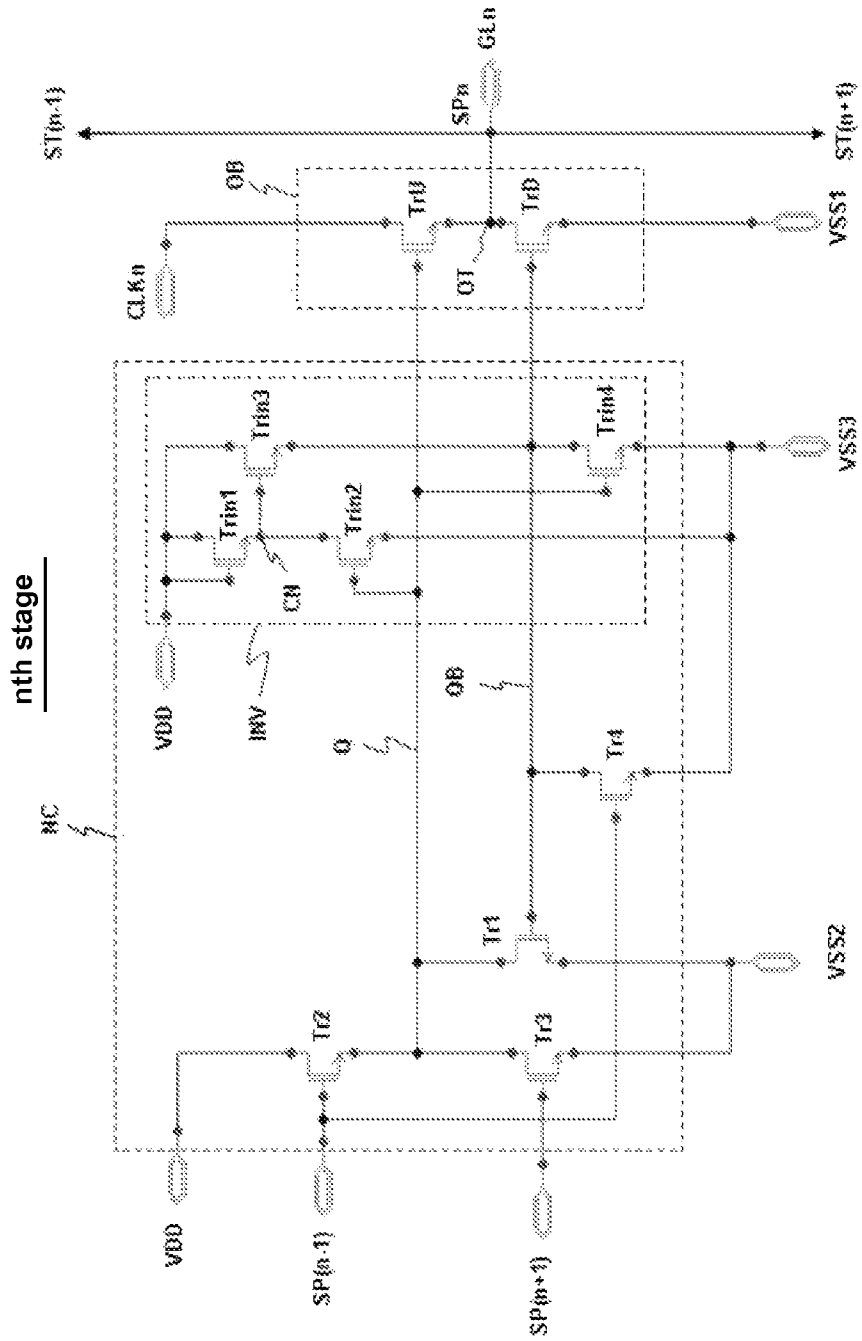 nth stage
NC
VDD
SP(n-1)
SP(n+1)
Tr2
Tr3
Tr1
Tr4
VSS2
Q
QB
VDD
INV
Trin1
Trin2
Trin3
Trin4
CN
VSS3
CLKn
OB
TrU
TrD
OT
VSS1
SPn
GLn
ST(n-1)
ST(n+1)